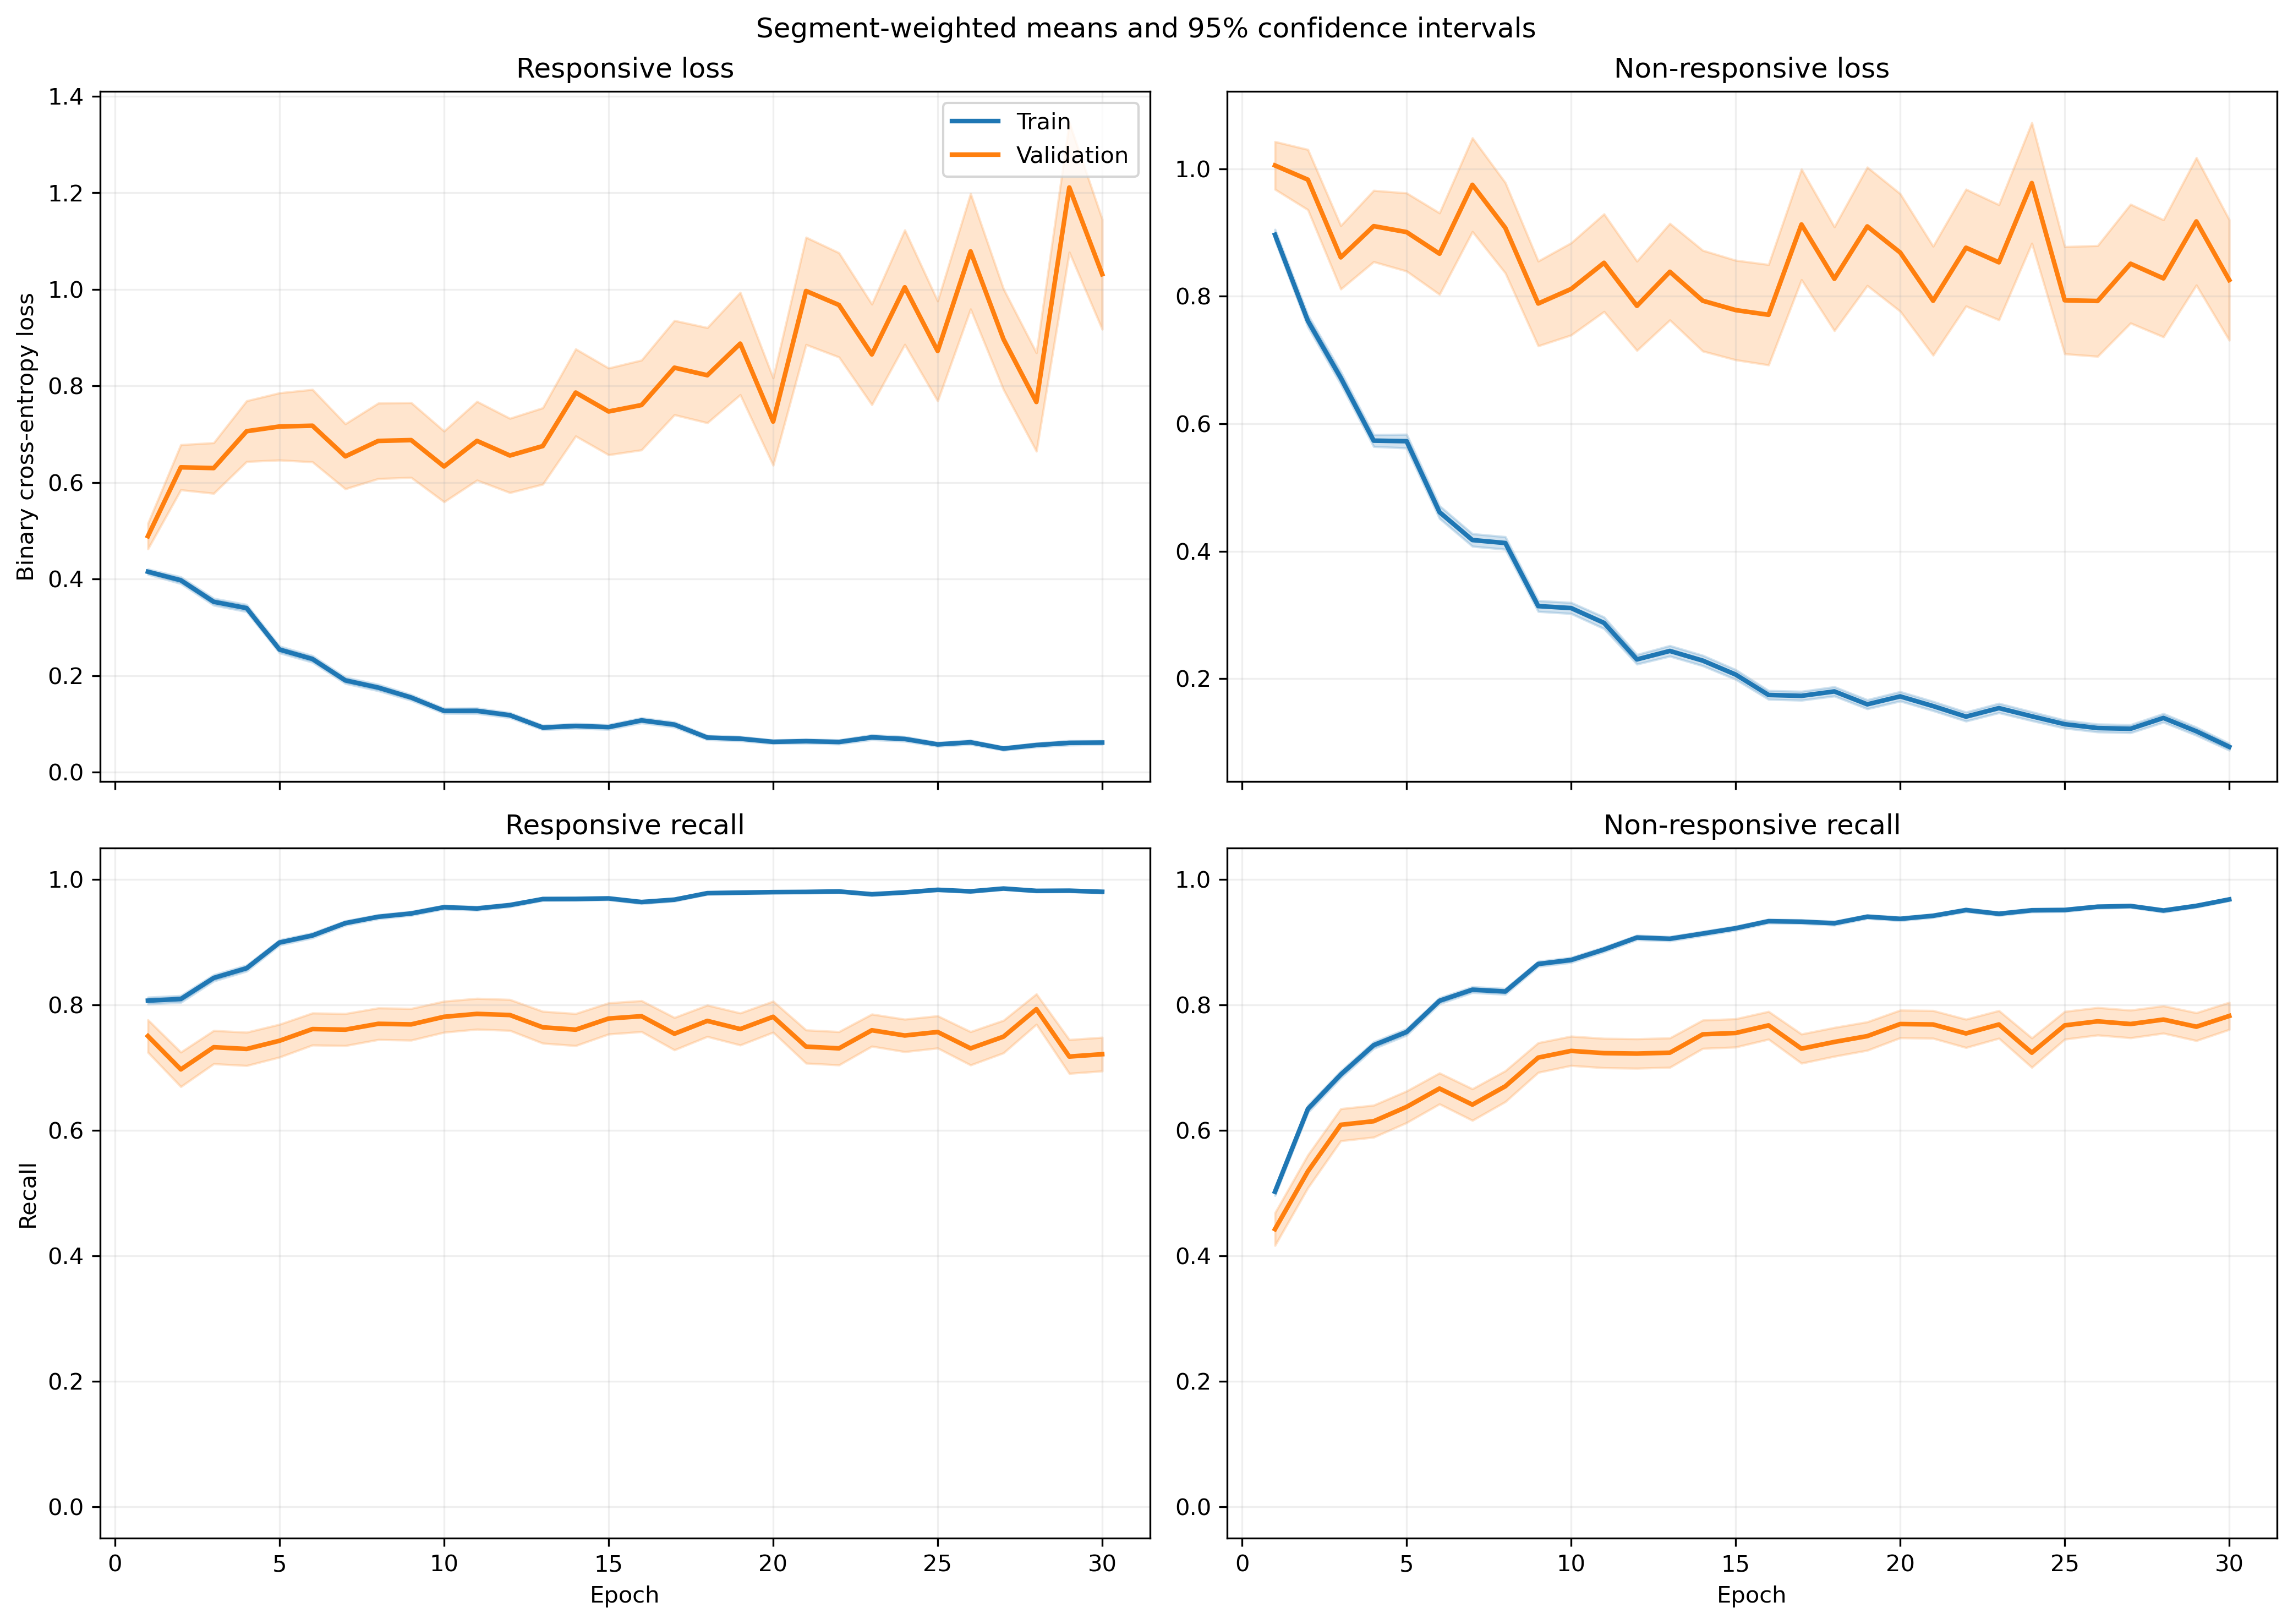 Segment-weighted means and 95% confidence intervals
Responsive loss
Non-responsive loss
Binary cross-entropy loss
1.4
1.2
1.0
0.8
0.6
0.4
0.2
0.0
Train
Validation
1.0
0.8
0.6
0.4
0.2
Responsive recall
Non-responsive recall
Recall
1.0
0.8
0.6
0.4
0.2
0.0
0 5 10 15 20 25 30
Epoch
1.0
0.8
0.6
0.4
0.2
0.0
0 5 10 15 20 25 30
Epoch